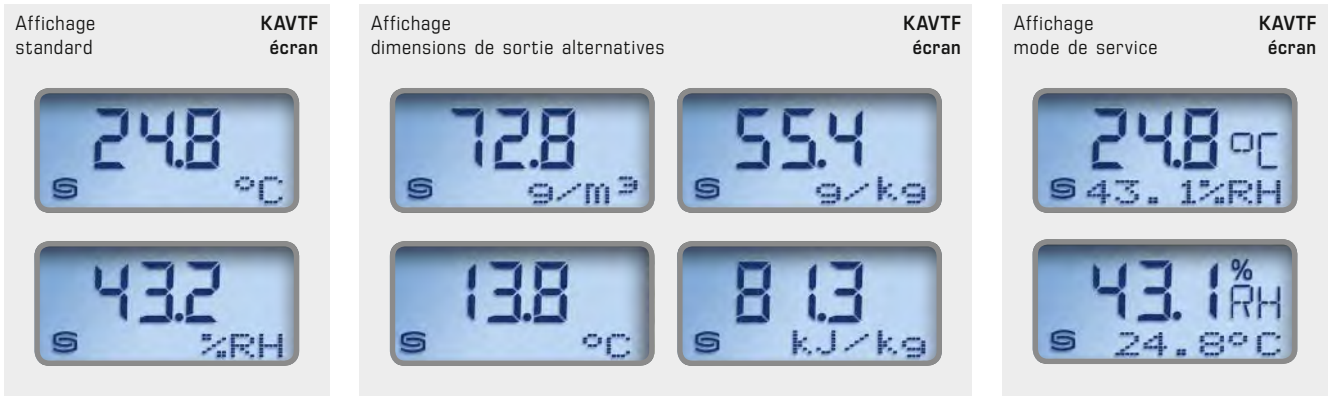 Affichage
standard
KAVTF
écran
24.8
°C
43.2
%RH
Affichage
dimensions de sortie alternatives
KAVTF
écran
72.8
g/m³
55.4
g/kg
13.8
°C
81.3
kJ/kg
Affichage
mode de service
KAVTF
écran
24.8 °C
43.1%RH
43.1 % RH
24.8°C